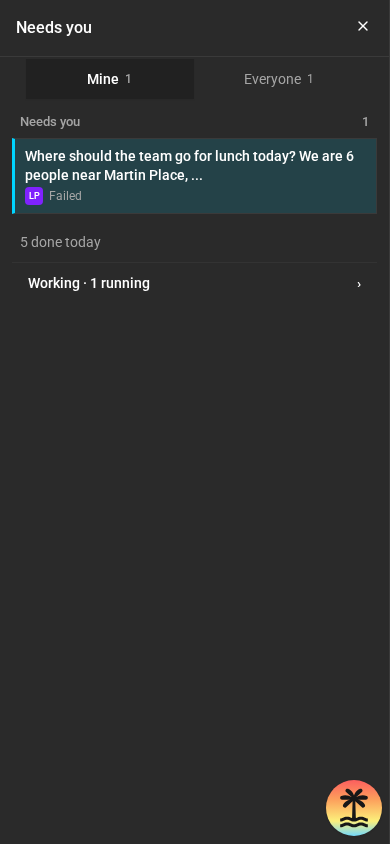 Needs you
×
Mine 1
Everyone 1
Needs you 1
Where should the team go for lunch today? We are 6
people near Martin Place, ...
LP Failed
5 done today
Working · 1 running ›